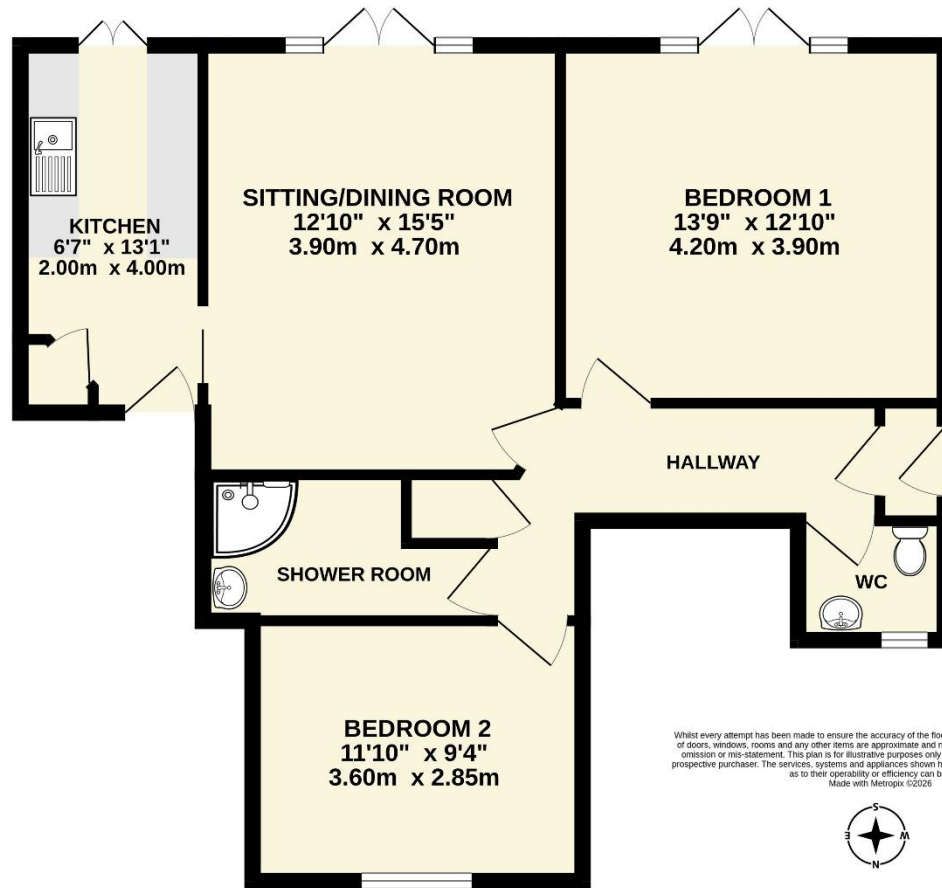 SITTING/DINING ROOM
12'10" x 15'5"
3.90m x 4.70m
BEDROOM 1
13'9" x 12'10"
4.20m x 3.90m
KITCHEN
6'7" x 13'1"
2.00m x 4.00m
HALLWAY
SHOWER ROOM
WC
BEDROOM 2
11'10" x 9'4"
3.60m x 2.85m
Whilst every attempt has been made to ensure the accuracy of the
of doors, windows, rooms and any other items are approximate and
omission or mis-statement. This plan is for illustrative purposes only
prospective purchaser. The services, systems and appliances shown
as to their operability or efficiency can
Made with Metropix ©2026
S
E W
N